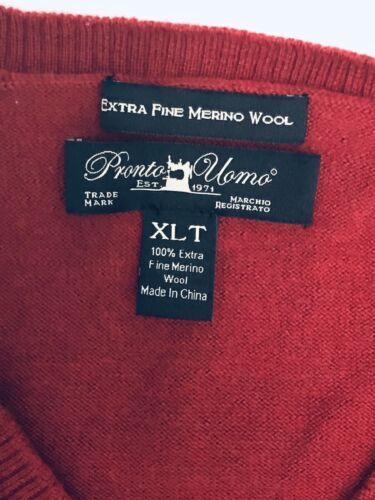 EXTRA FINE MERINO WOOL
Pronto Uomo°
EST. 1971
TRADE MARK
MARCHIO REGISTRATO
XLT
100% Extra
Fine Merino
Wool
Made In China